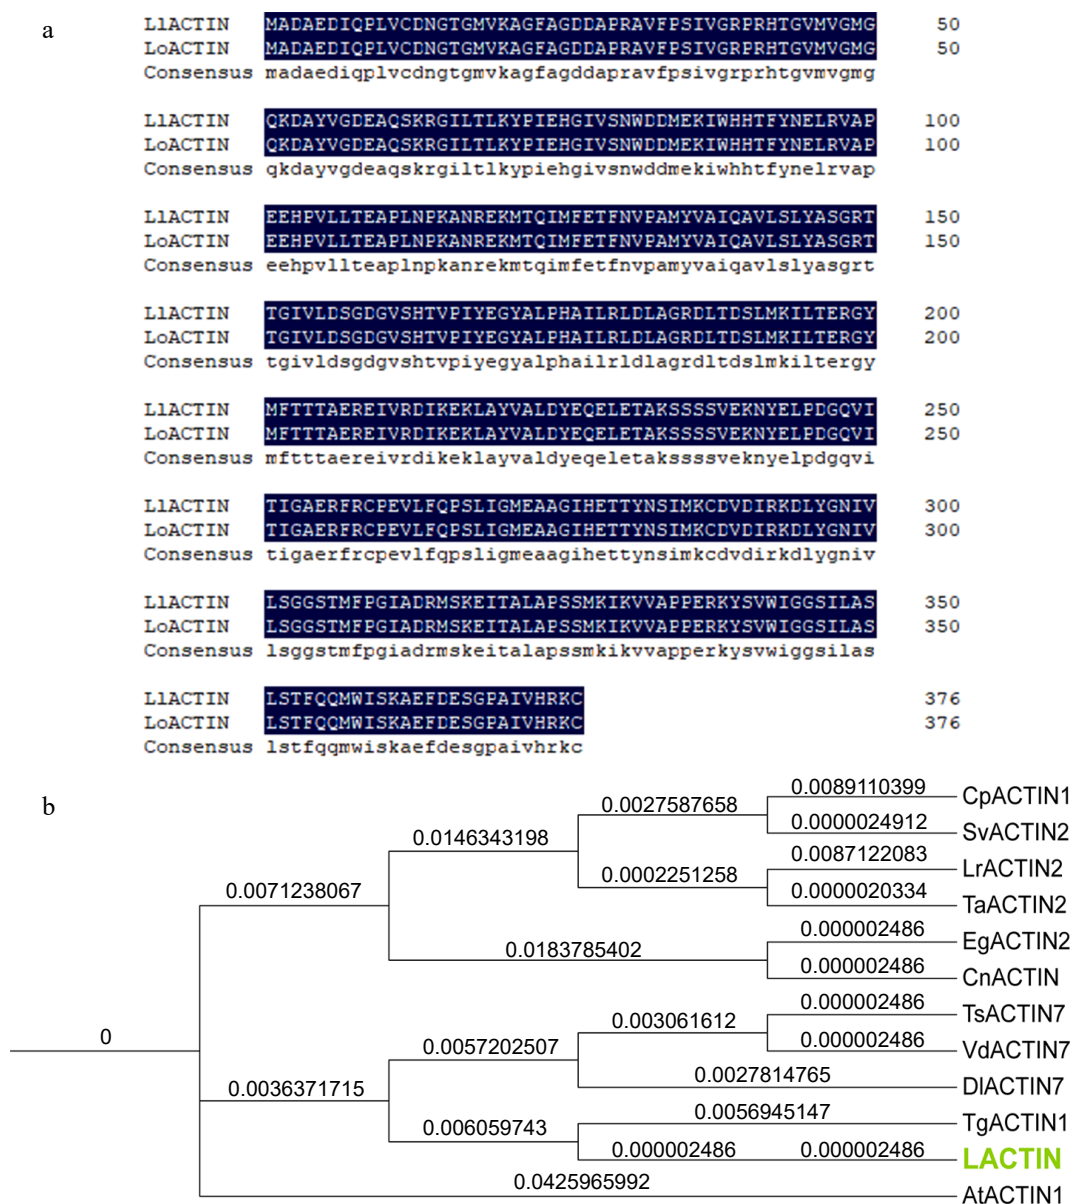 a
LlACTIN MADAEDIQPLVCDNGTGMVKAGFAGDDAPRAVFPSIVGRPRHTGVMVGMG 50
LoACTIN MADAEDIQPLVCDNGTGMVKAGFAGDDAPRAVFPSIVGRPRHTGVMVGMG 50
Consensus madaediqplvcdngtgmvkagfagddapravfpsivgrprhtgvmvgmg
LlACTIN QKDAYVGDEAQSKRGILTLKYPIEHGIVSNWDDMEKIWHHTFYNELRVAP 100
LoACTIN QKDAYVGDEAQSKRGILTLKYPIEHGIVSNWDDMEKIWHHTFYNELRVAP 100
Consensus qkdayvgdeaqskrgiltlkypiehgivsnwddmekiwhhtfynelrvap
LlACTIN EEHPVLLTEAPLNPKANREKMTQIMFETFNVPAMYVAIQAVLSLYASGRT 150
LoACTIN EEHPVLLTEAPLNPKANREKMTQIMFETFNVPAMYVAIQAVLSLYASGRT 150
Consensus eehpvllteaplnpkanrekmtqimfetfnvpamyvaiqavlslyasgrt
LlACTIN TGIVLDSGDGVSHTVPIYEGYALPHAILRLDLAGRDLTDSLMKILTERGY 200
LoACTIN TGIVLDSGDGVSHTVPIYEGYALPHAILRLDLAGRDLTDSLMKILTERGY 200
Consensus tgivldsgdgvshtvpiyegyalphailrldlagrdltdslmkiltergy
LlACTIN MFTTTAEREIVRDIKEKLAYVALDYEQELETAKSSSSVEKNYELPDGQVI 250
LoACTIN MFTTTAEREIVRDIKEKLAYVALDYEQELETAKSSSSVEKNYELPDGQVI 250
Consensus mftttaereivrdikeklayvaldyeqeletaksssSveknyelpdgqvi
LlACTIN TIGAERFRCPEVLFQPSLIGMEAAGIHETTYNSIMKCDVDIRKDLYGNIV 300
LoACTIN TIGAERFRCPEVLFQPSLIGMEAAGIHETTYNSIMKCDVDIRKDLYGNIV 300
Consensus tigaerfrcpevlfqpsligmeaagihettynsimkcdvdirkdlygniv
LlACTIN LSGGSTMFPGIADRMSKEITALAPSSMKIKVVAPPERKYSVWIGGSILAS 350
LoACTIN LSGGSTMFPGIADRMSKEITALAPSSMKIKVVAPPERKYSVWIGGSILAS 350
Consensus lsggstmfpgiadrmskeitalapssmkikvvapperkysvwiggsilas
LlACTIN LSTFQQMWISKAEFDESGPAIVHRKC 376
LoACTIN LSTFQQMWISKAEFDESGPAIVHRKC 376
Consensus lstfqqmwiskaefdesgpaivhrkc
b
0.0089110399 CpACTIN1
0.0027587658
0.0000024912 SvACTIN2
0.0146343198
0.0087122083 LrACTIN2
0.0002251258
0.0000020334 TaACTIN2
0.0071238067
0.000002486 EgACTIN2
0.0183785402
0.000002486 CnACTIN
0.000002486 TsACTIN7
0.003061612
0.000002486 VdACTIN7
0
0.0057202507
0.0027814765 DlACTIN7
0.0036371715
0.0056945147 TgACTIN1
0.006059743
0.000002486 0.000002486 LACTIN
0.0425965992 AtACTIN1